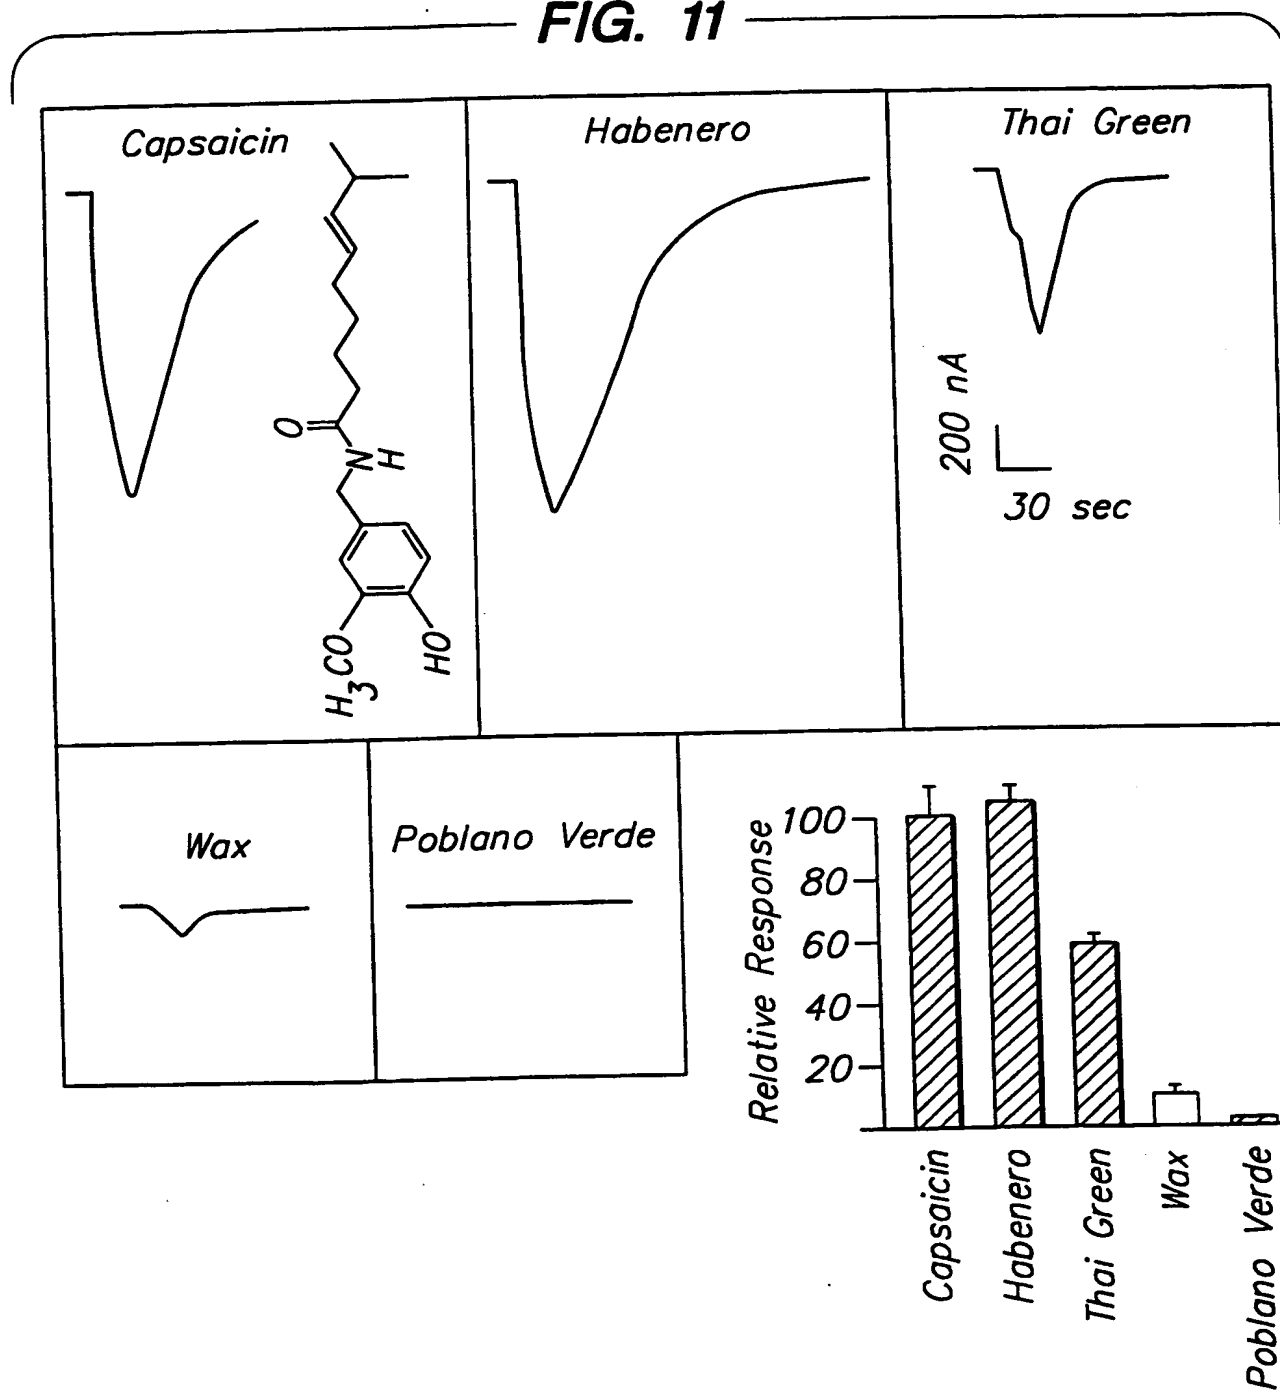 FIG. 11
Capsaicin
O
N
H
H3CO
HO
Habenero
Thai Green
200 nA
30 sec
Wax
Poblano Verde
Relative Response
100
80
60
40
20
Capsaicin
Habenero
Thai Green
Wax
Poblano Verde